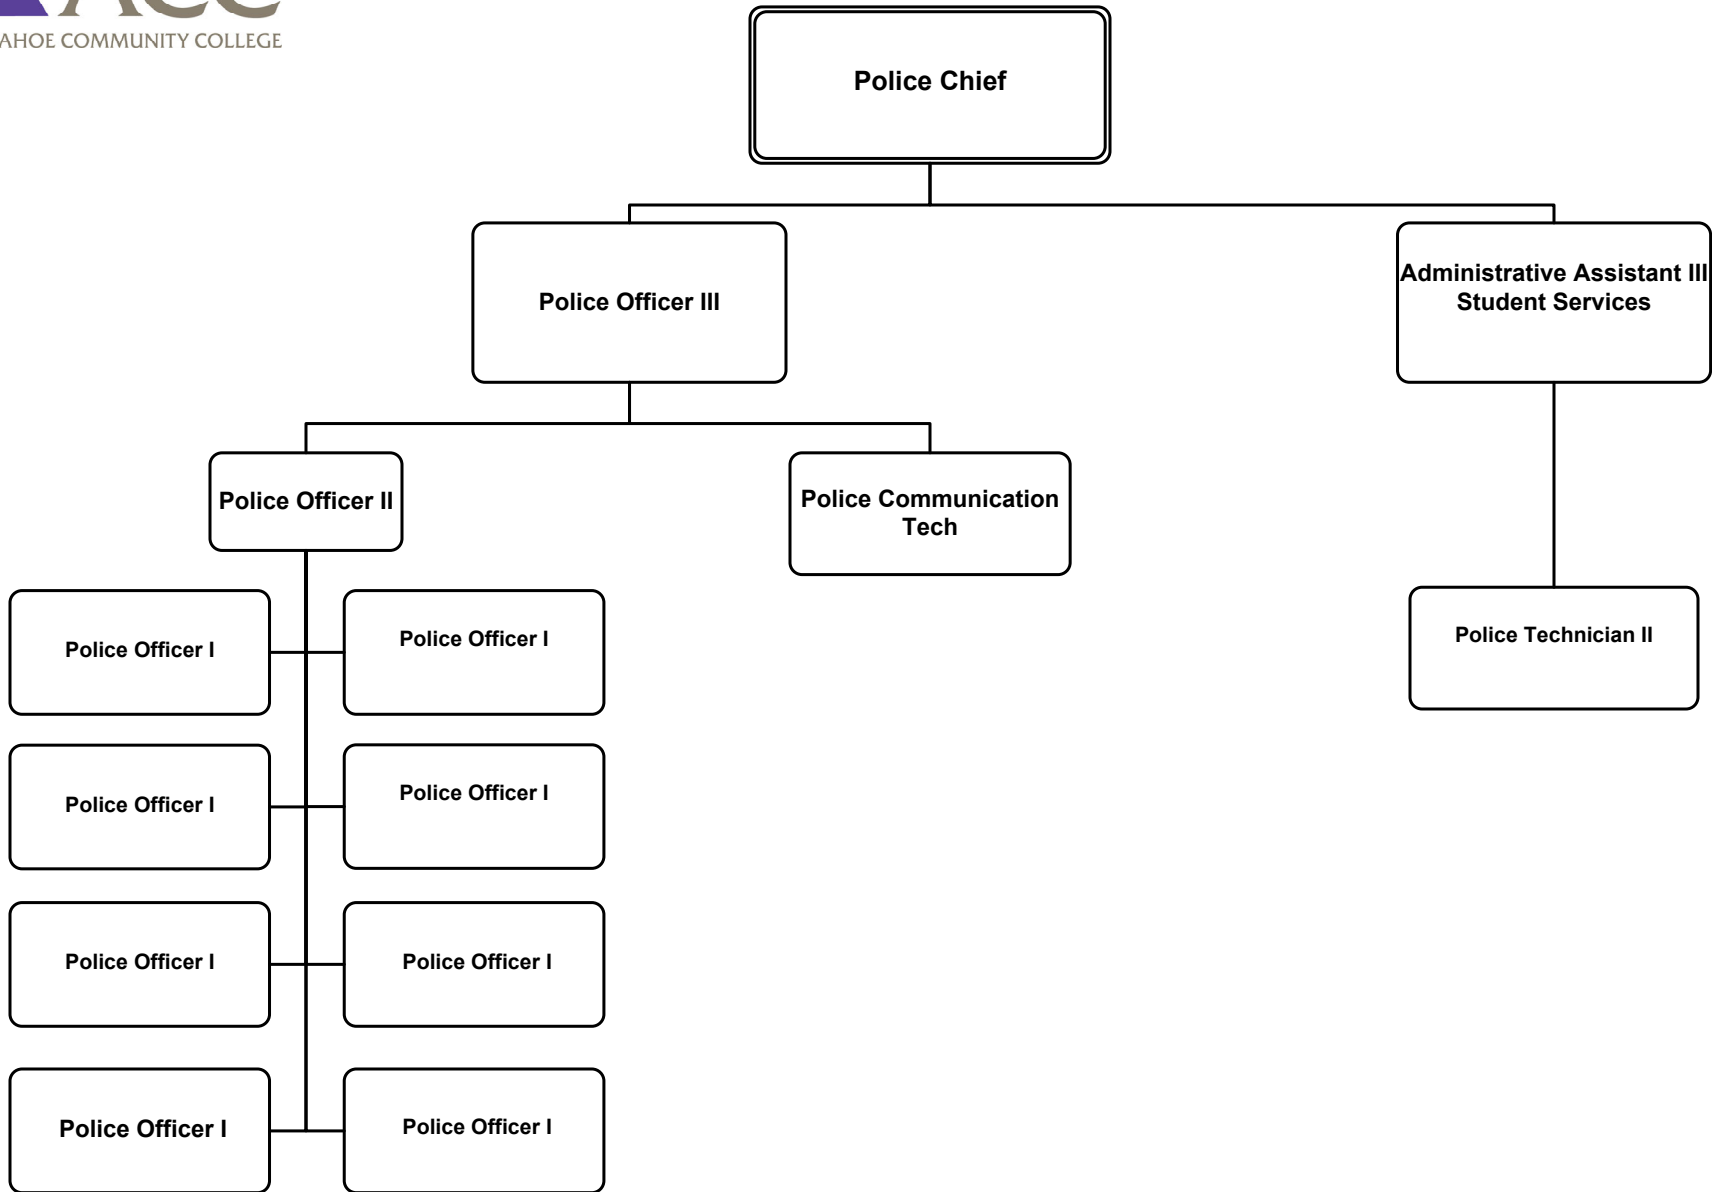 ACC
AHOE COMMUNITY COLLEGE
Police Chief
Police Officer III
Administrative Assistant III
Student Services
Police Officer II
Police Communication
Tech
Police Officer I
Police Officer I
Police Technician II
Police Officer I
Police Officer I
Police Officer I
Police Officer I
Police Officer I
Police Officer I